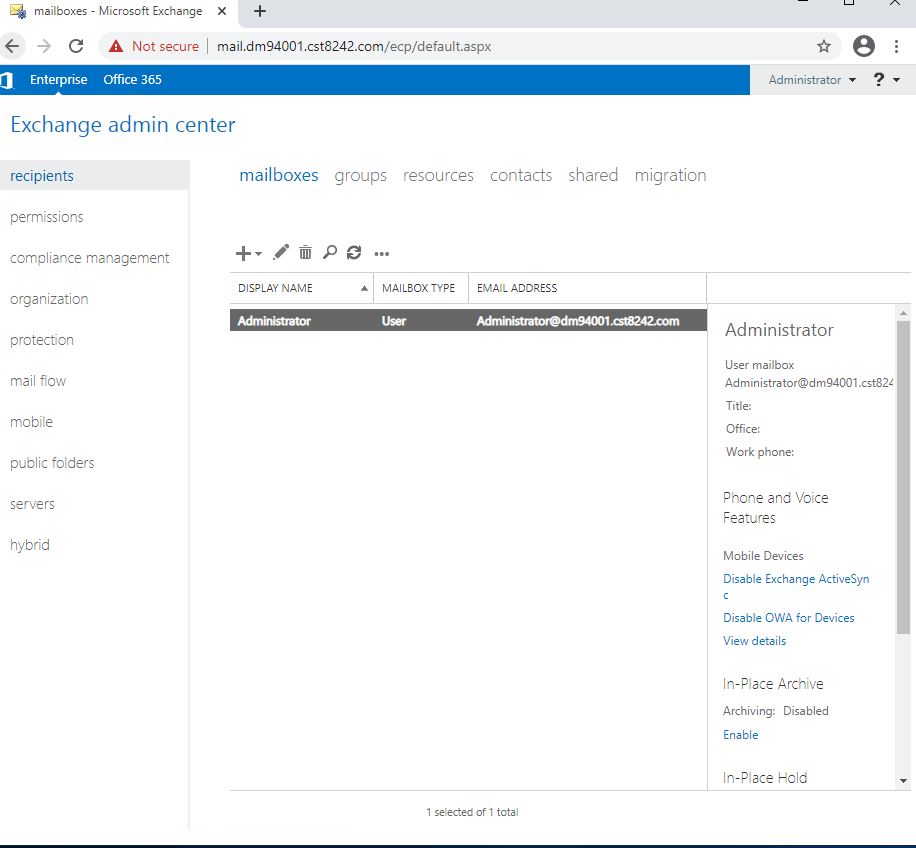 mailboxes - Microsoft Exchange
Not secure
mail.dm94001.cst8242.com/ecp/default.aspx
Enterprise
Office 365
Administrator
?
Exchange admin center
recipients
permissions
compliance management
organization
protection
mail flow
mobile
public folders
servers
hybrid
mailboxes groups resources contacts shared migration
DISPLAY NAME MAILBOX TYPE EMAIL ADDRESS
Administrator User Administrator@dm94001.cst8242.com
Administrator
User mailbox
Administrator@dm94001.cst824
Title:
Office:
Work phone:
Phone and Voice
Features
Mobile Devices
Disable Exchange ActiveSyn
c
Disable OWA for Devices
View details
In-Place Archive
Archiving: Disabled
Enable
In-Place Hold
1 selected of 1 total